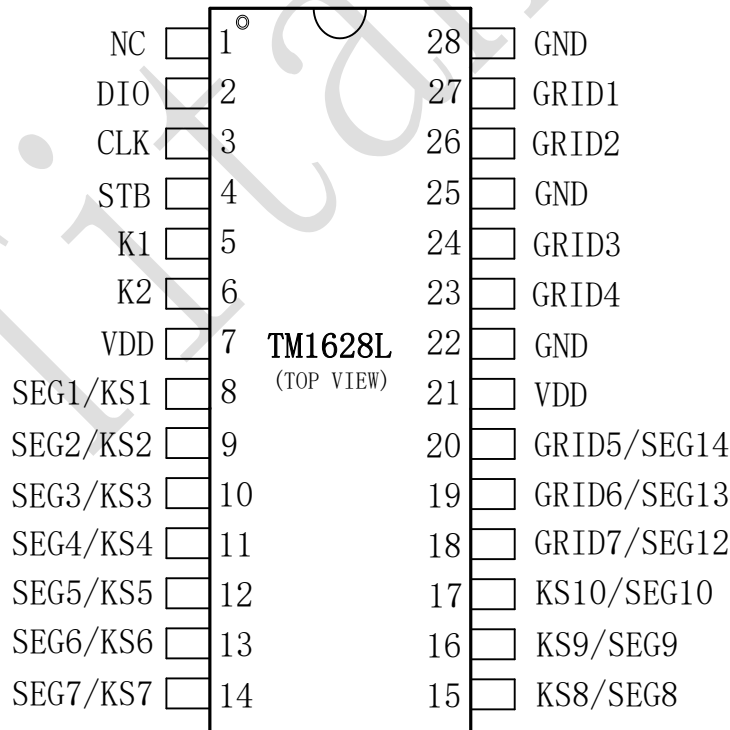 NC 1 28 GND
DIO 2 27 GRID1
CLK 3 26 GRID2
STB 4 25 GND
K1 5 24 GRID3
K2 6 23 GRID4
VDD 7 TM1628L 22 GND
(TOP VIEW)
SEG1/KS1 8 21 VDD
SEG2/KS2 9 20 GRID5/SEG14
SEG3/KS3 10 19 GRID6/SEG13
SEG4/KS4 11 18 GRID7/SEG12
SEG5/KS5 12 17 KS10/SEG10
SEG6/KS6 13 16 KS9/SEG9
SEG7/KS7 14 15 KS8/SEG8